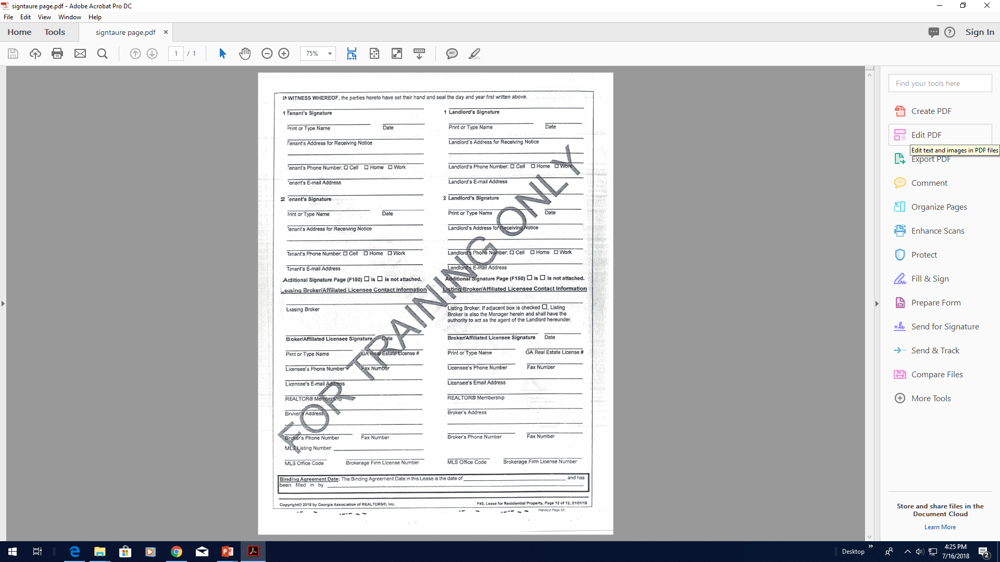 signtaure page.pdf - Adobe Acrobat Pro DC
File Edit View Window Help
Home Tools signtaure page.pdf × Sign In
1 / 1 75%
IN WITNESS WHEREOF, the parties hereto have set their hand and seal the day and year first written above.
1 Tenant's Signature
Print or Type Name Date
Tenant's Address for Receiving Notice
Tenant's Phone Number: ☐ Cell ☐ Home ☐ Work
Tenant's E-mail Address
2 Tenant's Signature
Print or Type Name Date
Tenant's Address for Receiving Notice
Tenant's Phone Number: ☐ Cell ☐ Home ☐ Work
Tenant's E-mail Address
Additional Signature Page (F150) ☐ is ☐ is not attached.
Leasing Broker/Affiliated Licensee Contact Information
Leasing Broker
Broker/Affiliated Licensee Signature Date
Print or Type Name GA Real Estate License #
Licensee's Phone Number Fax Number
Licensee's E-mail Address
REALTOR® Membership
Broker's Address
Broker's Phone Number Fax Number
MLS Listing Number:
MLS Office Code Brokerage Firm License Number
1 Landlord's Signature
Print or Type Name Date
Landlord's Address for Receiving Notice
Landlord's Phone Number: ☐ Cell ☐ Home ☐ Work
Landlord's E-mail Address
2 Landlord's Signature
Print or Type Name Date
Landlord's Address for Receiving Notice
Landlord's Phone Number: ☐ Cell ☐ Home ☐ Work
Landlord's E-mail Address
Additional Signature Page (F150) ☐ is ☐ is not attached.
Listing Broker/Affiliated Licensee Contact Information
Listing Broker: If adjacent box is checked ☐, Listing
Broker is also the Manager herein and shall have the
authority to act as the agent of the Landlord hereunder.
Broker/Affiliated Licensee Signature Date
Print or Type Name GA Real Estate License #
Licensee's Phone Number Fax Number
Licensee's Email Address
REALTOR® Membership
Broker's Address
Broker's Phone Number Fax Number
MLS Office Code Brokerage Firm License Number
FOR TRAINING ONLY
Binding Agreement Date: The Binding Agreement Date in this Lease is the date of and has
been filled in by
Copyright© 2018 by Georgia Association of REALTORS®, Inc. F40, Lease for Residential Property, Page 12 of 12, 01/01/18
Handout Page 33
Find your tools here
Create PDF
Edit PDF
Edit text and images in PDF files
Export PDF
Comment
Organize Pages
Enhance Scans
Protect
Fill & Sign
Prepare Form
Send for Signature
Send & Track
Compare Files
More Tools
Store and share files in the
Document Cloud
Learn More
Desktop
4:25 PM
7/16/2018
2